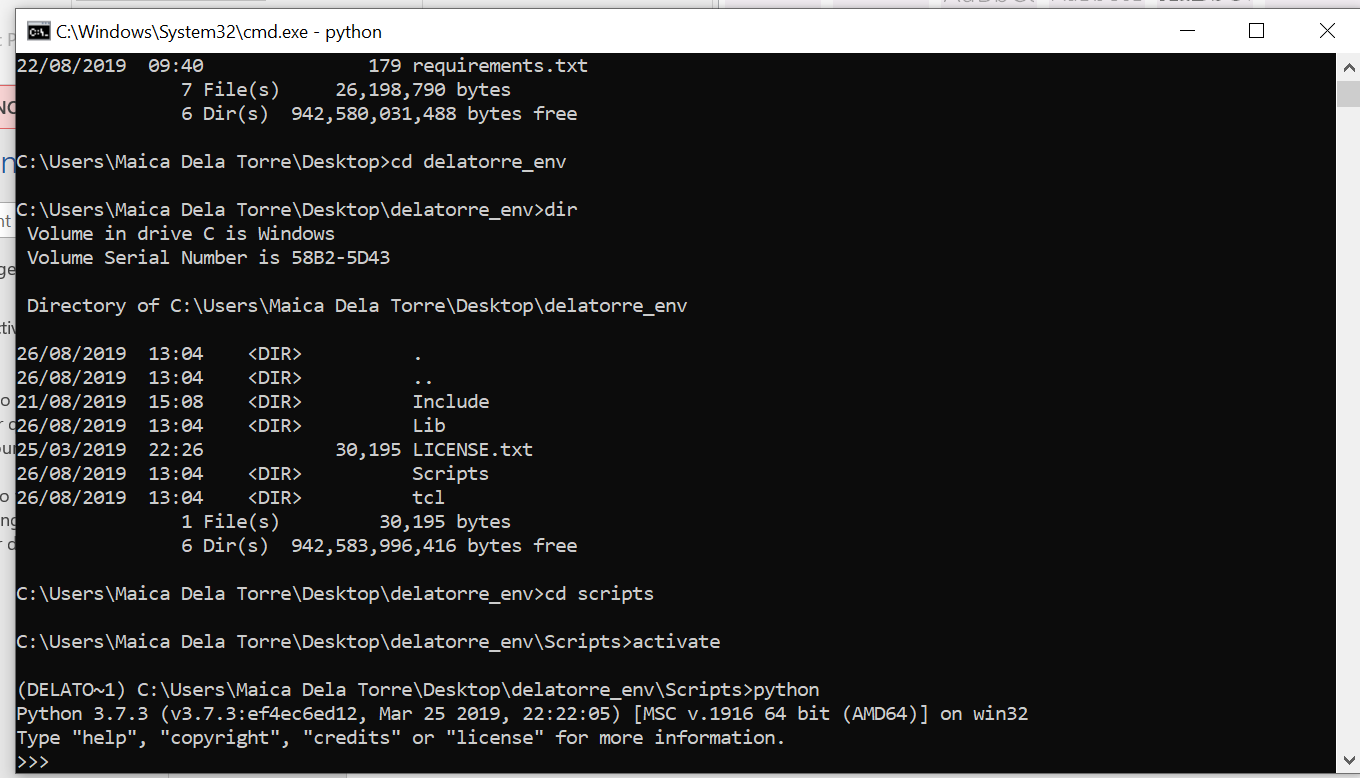 C:\Windows\System32\cmd.exe - python
22/08/2019  09:40               179 requirements.txt
               7 File(s)     26,198,790 bytes
               6 Dir(s)  942,580,031,488 bytes free
C:\Users\Maica Dela Torre\Desktop>cd delatorre_env
C:\Users\Maica Dela Torre\Desktop\delatorre_env>dir
 Volume in drive C is Windows
 Volume Serial Number is 58B2-5D43
 Directory of C:\Users\Maica Dela Torre\Desktop\delatorre_env
26/08/2019  13:04    <DIR>          .
26/08/2019  13:04    <DIR>          ..
21/08/2019  15:08    <DIR>          Include
26/08/2019  13:04    <DIR>          Lib
25/03/2019  22:26            30,195 LICENSE.txt
26/08/2019  13:04    <DIR>          Scripts
26/08/2019  13:04    <DIR>          tcl
               1 File(s)         30,195 bytes
               6 Dir(s)  942,583,996,416 bytes free
C:\Users\Maica Dela Torre\Desktop\delatorre_env>cd scripts
C:\Users\Maica Dela Torre\Desktop\delatorre_env\Scripts>activate
(DELATO~1) C:\Users\Maica Dela Torre\Desktop\delatorre_env\Scripts>python
Python 3.7.3 (v3.7.3:ef4ec6ed12, Mar 25 2019, 22:22:05) [MSC v.1916 64 bit (AMD64)] on win32
Type "help", "copyright", "credits" or "license" for more information.
>>>